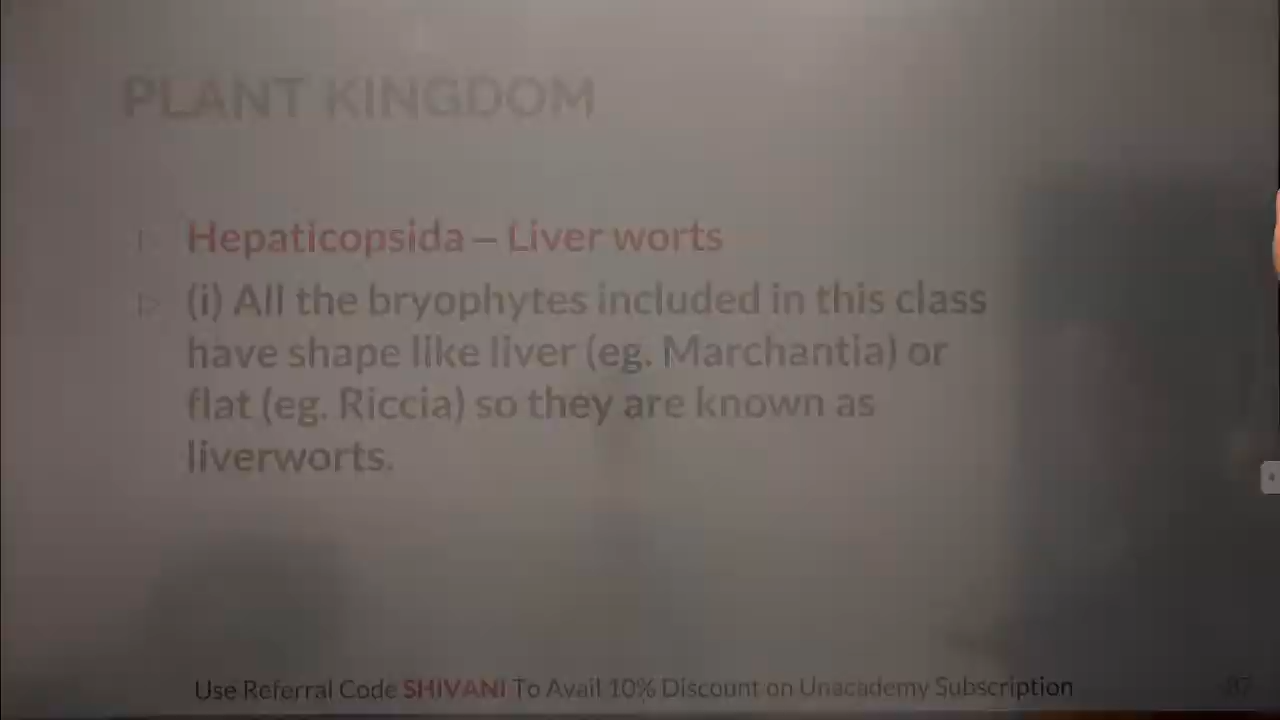 PLANT KINGDOM
Hepaticopsida – Liver worts
(i) All the bryophytes included in this class
have shape like liver (eg. Marchantia) or
flat (eg. Riccia) so they are known as
liverworts.
Use Referral Code SHIVANI To Avail 10% Discount on Unacademy Subscription